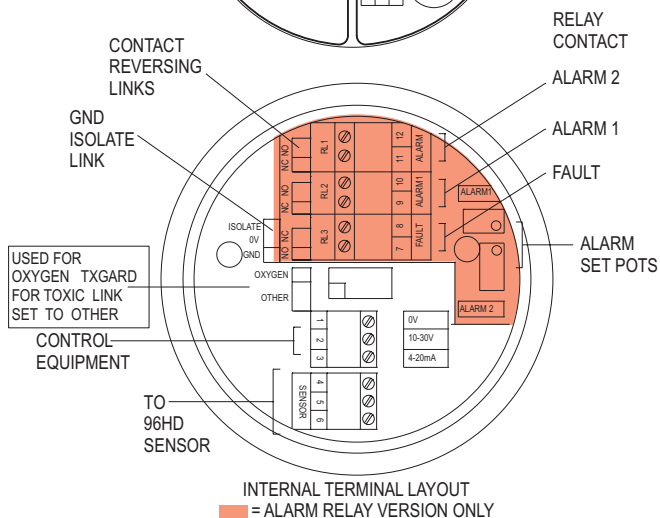 RELAY
CONTACT
CONTACT
REVERSING
LINKS
ALARM 2
GND
ISOLATE
LINK
ALARM 1
FAULT
ALARM
SET POTS
NC NO
RL1
12
11
ALARM
NC NO
RL2
10
9
ALARM1
ALARM1
NO NC
RL3
8
7
FAULT
ISOLATE
0V
GND
USED FOR
OXYGEN TXGARD
FOR TOXIC LINK
SET TO OTHER
OXYGEN
OTHER
ALARM 2
CONTROL
EQUIPMENT
1
2
3
0V
10-30V
4-20mA
TO
96HD
SENSOR
SENSOR
4
5
6
INTERNAL TERMINAL LAYOUT
= ALARM RELAY VERSION ONLY